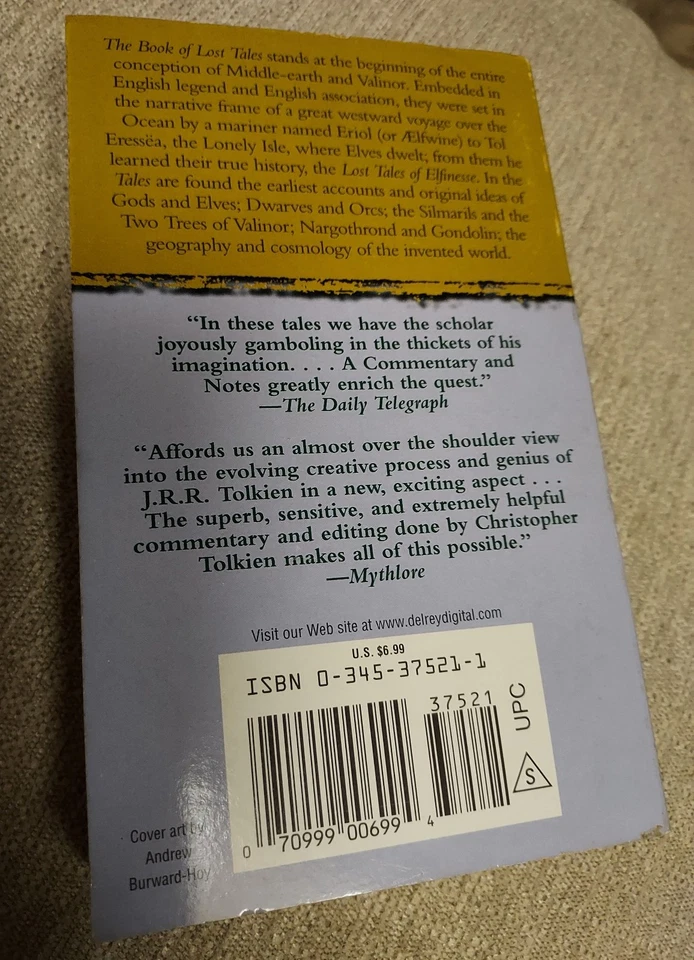 The Book of Lost Tales stands at the beginning of the entire
conception of Middle-earth and Valinor. Embedded in
English legend and English association, they were set in
the narrative frame of a great westward voyage over the
Ocean by a mariner named Eriol (or Ælfwine) to Tol
Eressëa, the Lonely Isle, where Elves dwelt; from them he
learned their true history, the Lost Tales of Elfinesse. In the
Tales are found the earliest accounts and original ideas of
Gods and Elves; Dwarves and Orcs; the Silmarils and the
Two Trees of Valinor; Nargothrond and Gondolin; the
geography and cosmology of the invented world.
“In these tales we have the scholar
joyously gamboling in the thickets of his
imagination. . . . A Commentary and
Notes greatly enrich the quest.”
—The Daily Telegraph
“Affords us an almost over the shoulder view
into the evolving creative process and genius of
J.R.R. Tolkien in a new, exciting aspect . . .
The superb, sensitive, and extremely helpful
commentary and editing done by Christopher
Tolkien makes all of this possible.”
—Mythlore
Visit our Web site at www.delreydigital.com
U.S. $6.99
ISBN 0-345-37521-1
37521
UPC
S
0 70999 00699 4
Cover art by
Andrew
Burward-Hoy